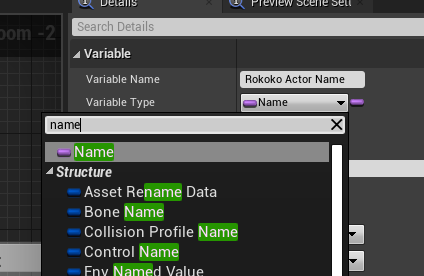 Details
Preview Scene Sett
oom -2
Search Details
Variable
Variable Name
Rokoko Actor Name
Variable Type
Name
name
Name
Structure
Asset Rename Data
Bone Name
Collision Profile Name
Control Name
Env Named Value